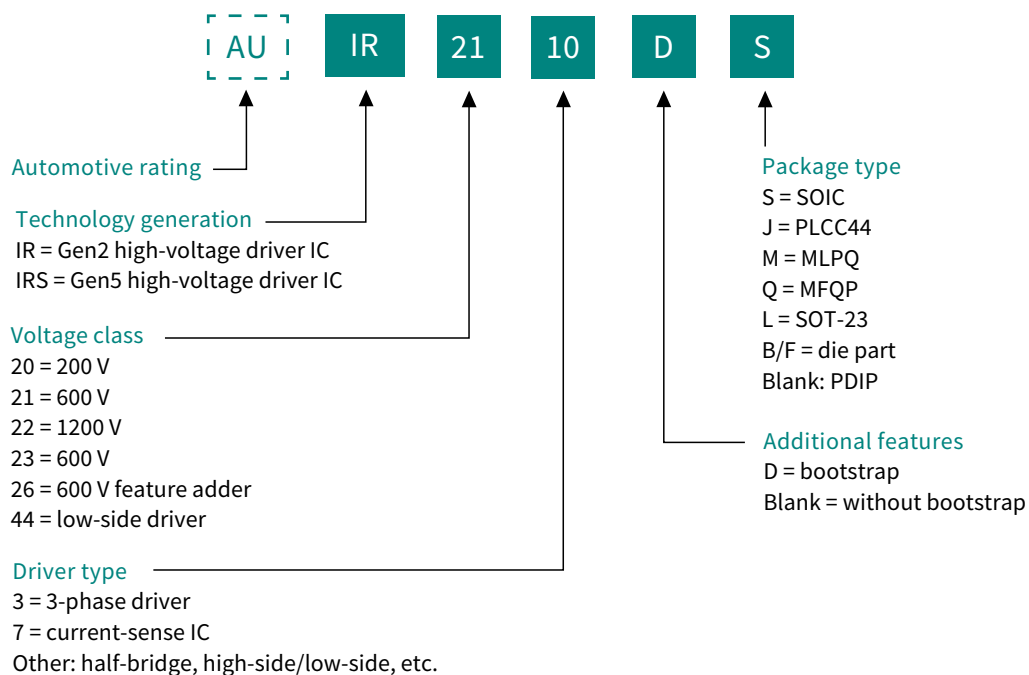 AU IR 21 10 D S
Automotive rating
Technology generation
IR = Gen2 high-voltage driver IC
IRS = Gen5 high-voltage driver IC
Voltage class
20 = 200 V
21 = 600 V
22 = 1200 V
23 = 600 V
26 = 600 V feature adder
44 = low-side driver
Driver type
3 = 3-phase driver
7 = current-sense IC
Other: half-bridge, high-side/low-side, etc.
Package type
S = SOIC
J = PLCC44
M = MLPQ
Q = MFQP
L = SOT-23
B/F = die part
Blank: PDIP
Additional features
D = bootstrap
Blank = without bootstrap